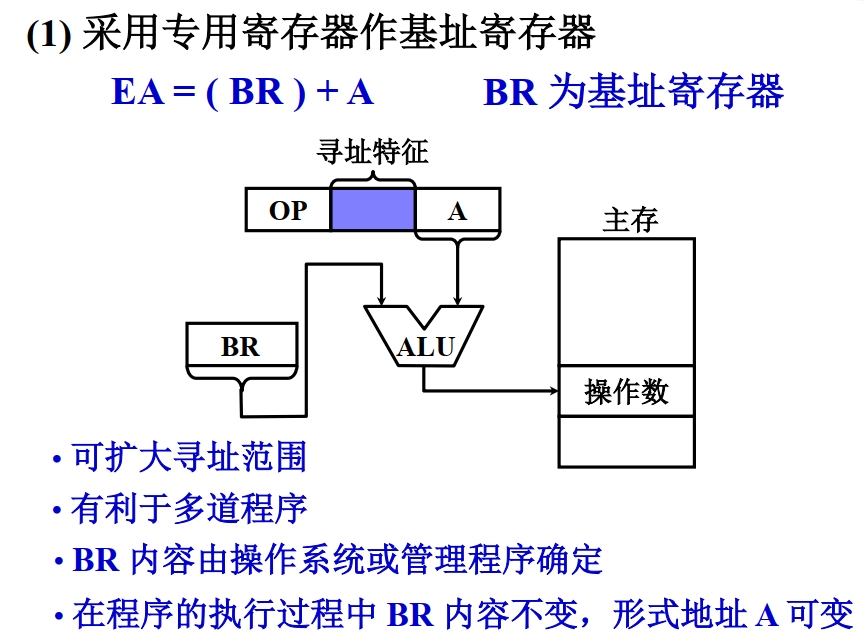 (1) 采用专用寄存器作基址寄存器
EA = ( BR ) + A BR 为基址寄存器
寻址特征
OP A
主存
BR
ALU
操作数
• 可扩大寻址范围
• 有利于多道程序
• BR 内容由操作系统或管理程序确定
• 在程序的执行过程中 BR 内容不变，形式地址 A 可变